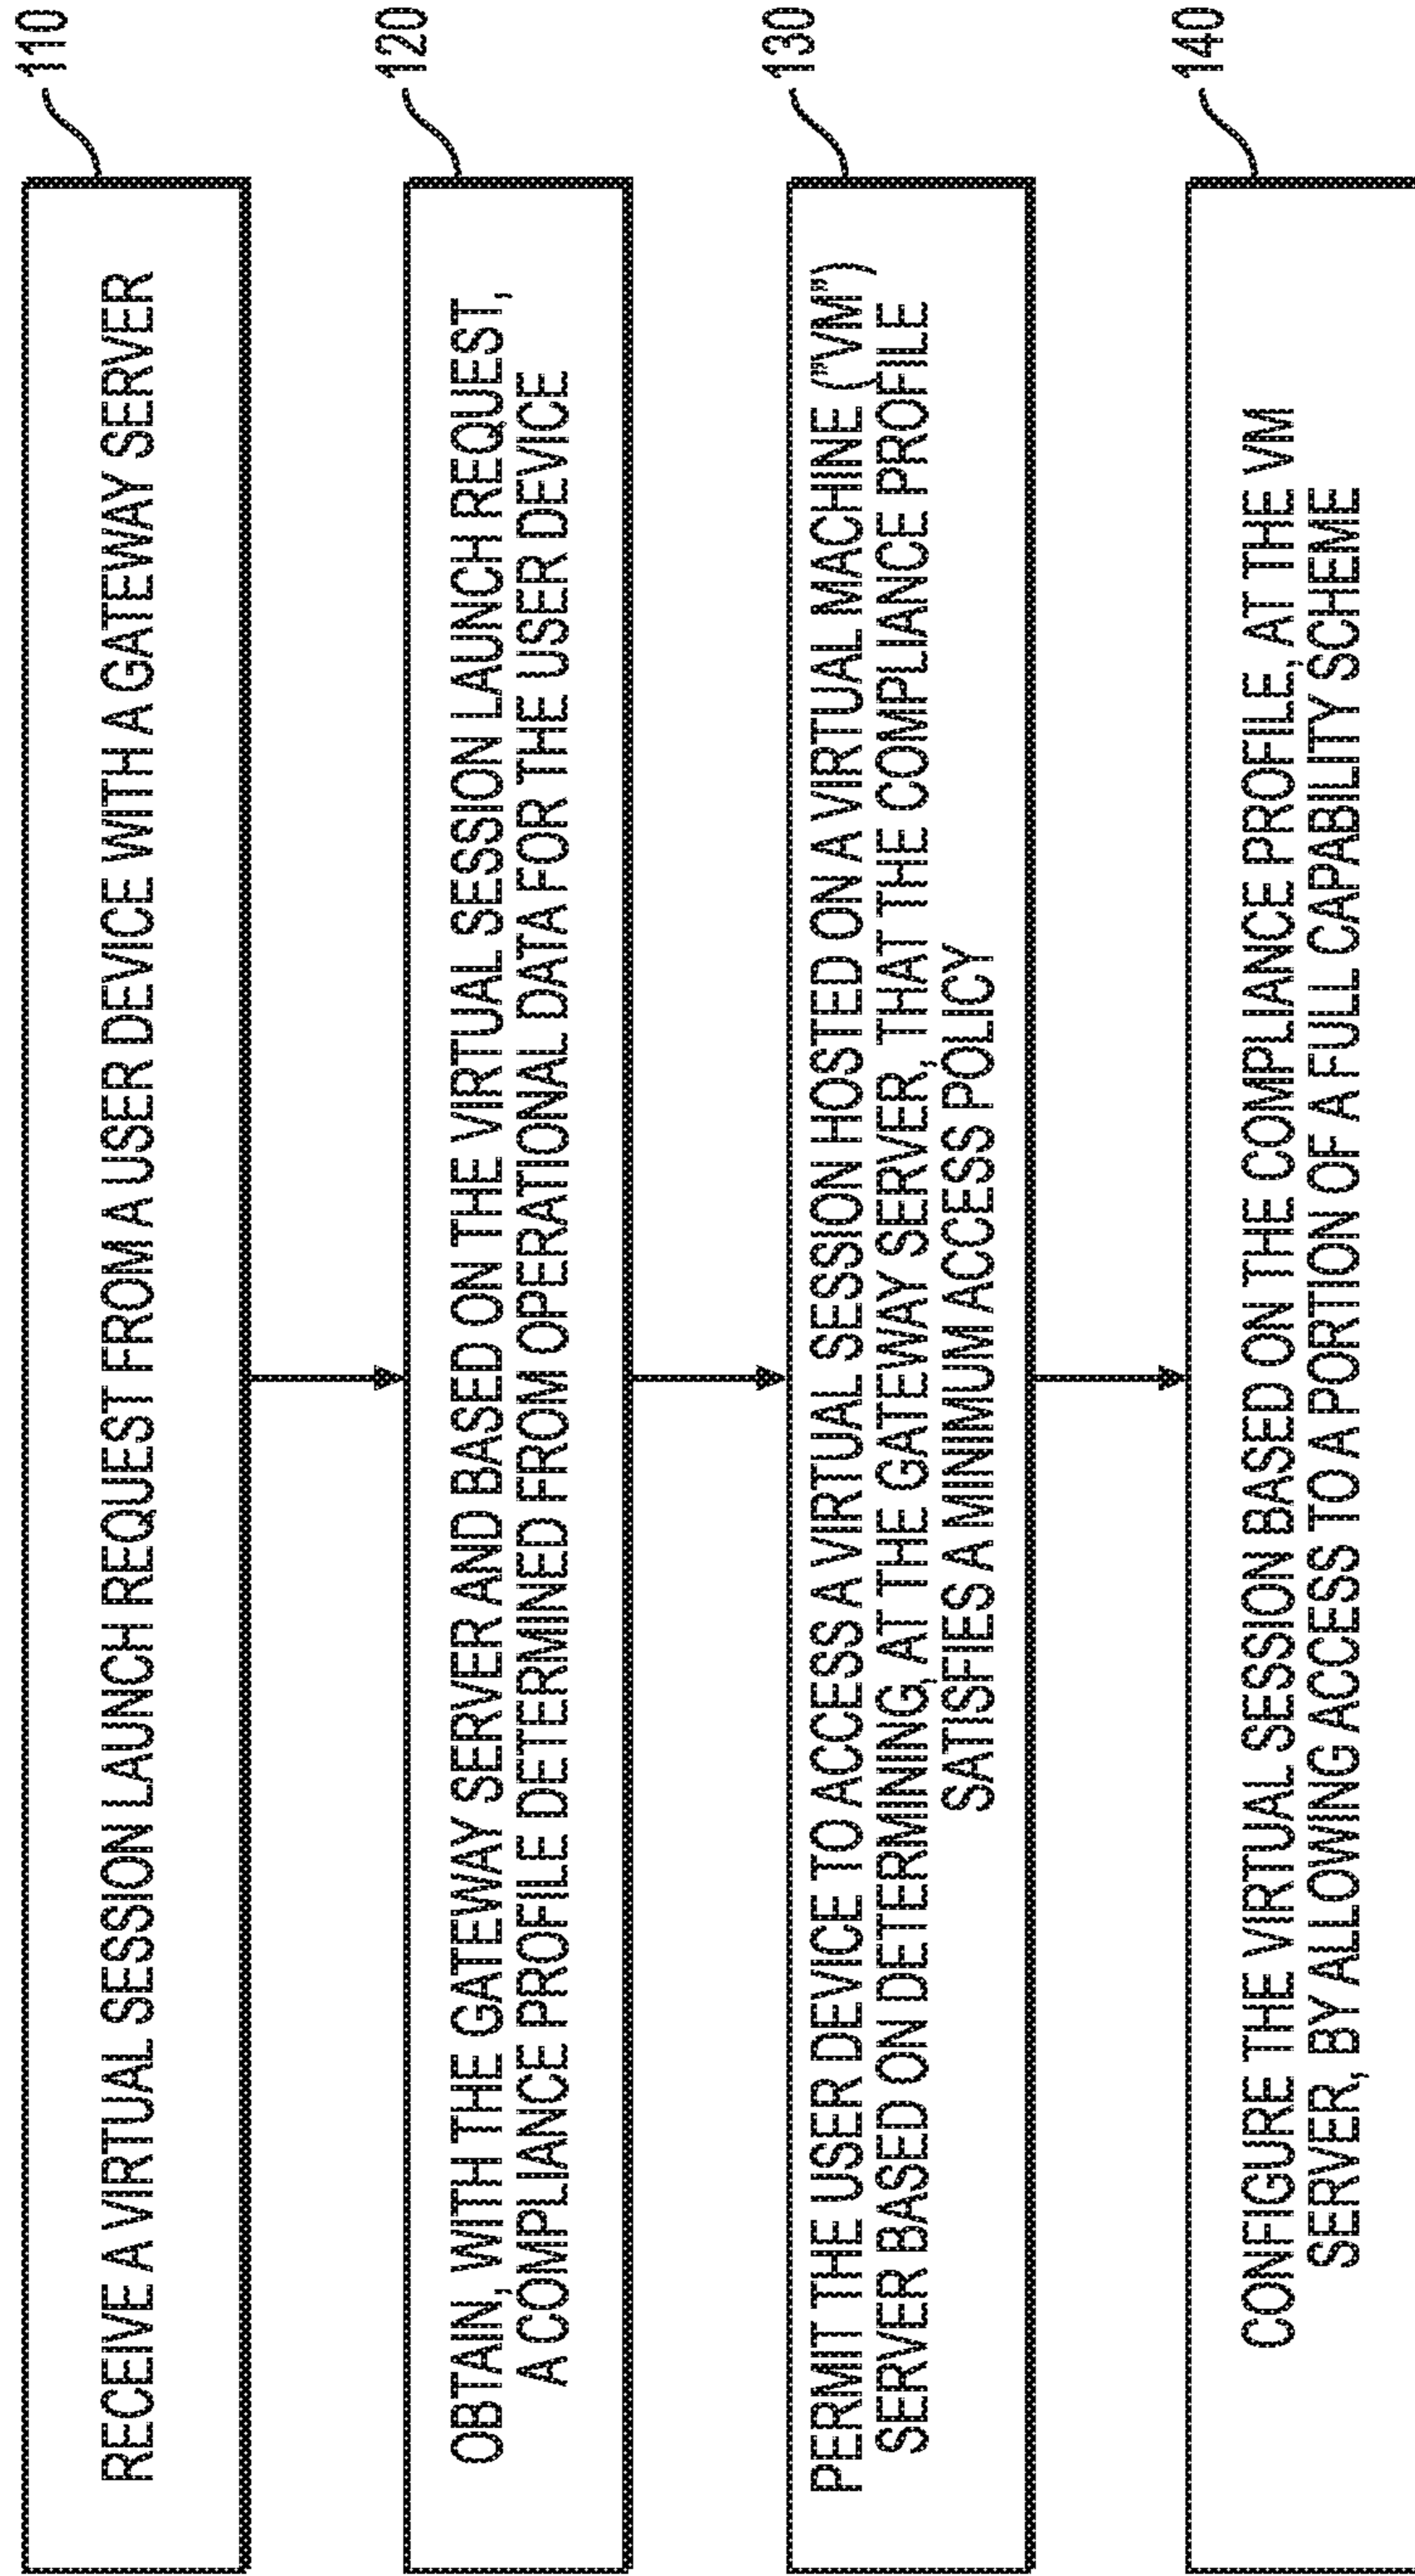 110
RECEIVE A VIRTUAL SESSION LAUNCH REQUEST FROM A USER DEVICE WITH A GATEWAY SERVER
120
OBTAIN, WITH THE GATEWAY SERVER AND BASED ON THE VIRTUAL SESSION LAUNCH REQUEST,
A COMPLIANCE PROFILE DETERMINED FROM OPERATIONAL DATA FOR THE USER DEVICE
130
PERMIT THE USER DEVICE TO ACCESS A VIRTUAL SESSION HOSTED ON A VIRTUAL MACHINE ("VM")
SERVER BASED ON DETERMINING, AT THE GATEWAY SERVER, THAT THE COMPLIANCE PROFILE
SATISFIES A MINIMUM ACCESS POLICY
140
CONFIGURE THE VIRTUAL SESSION BASED ON THE COMPLIANCE PROFILE, AT THE VM
SERVER, BY ALLOWING ACCESS TO A PORTION OF A FULL CAPABILITY SCHEME